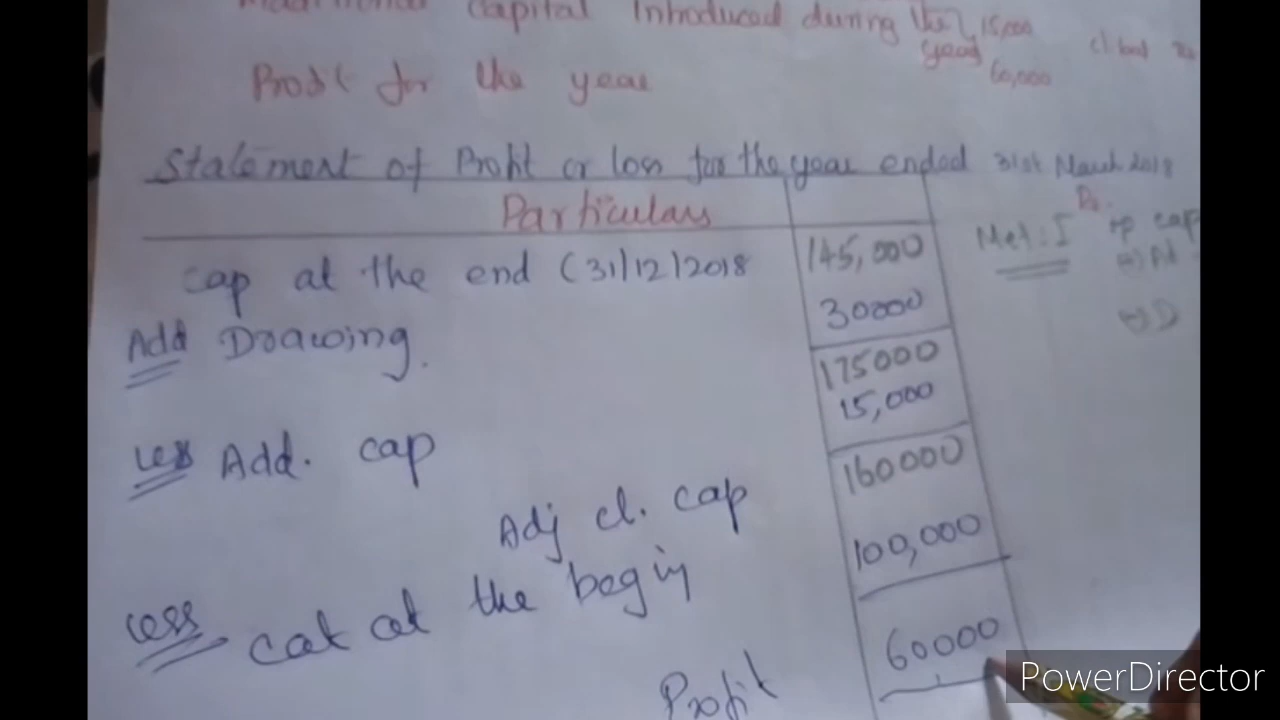 capital Introduced during the 15,000
year
60,000
Profit for the year
Statement of Profit or loss for the year ended 31st March 2018
Particulars
Rs.
Met: I op cap
cap at the end (31/12/2018 145,000
Add Drawing. 30000
175000
Less Add. cap 15,000
160000
Adj cl. cap
Less cat at the begin 100,000
60000
Profit
PowerDirector